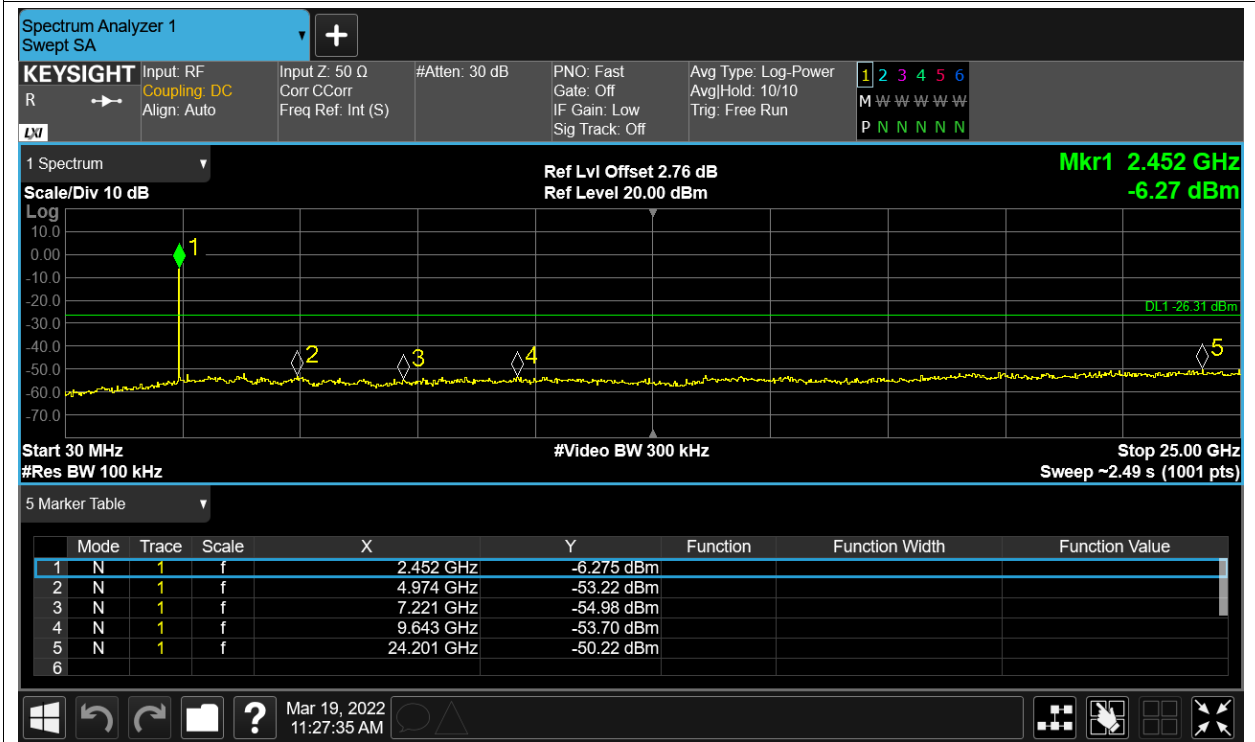 Spectrum Analyzer 1
Swept SA
+
KEYSIGHT
R
LXI
Input: RF
Coupling: DC
Align: Auto
Input Z: 50 Ω
Corr CCorr
Freq Ref: Int (S)
#Atten: 30 dB
PNO: Fast
Gate: Off
IF Gain: Low
Sig Track: Off
Avg Type: Log-Power
Avg|Hold: 10/10
Trig: Free Run
1 2 3 4 5 6
M W W W W W
P N N N N N
1 Spectrum
Scale/Div 10 dB
Ref Lvl Offset 2.76 dB
Ref Level 20.00 dBm
Mkr1 2.452 GHz
-6.27 dBm
Log
10.0
0.00
-10.0
-20.0
-30.0
-40.0
-50.0
-60.0
-70.0
1
2
3
4
5
DL1 -26.31 dBm
Start 30 MHz
#Res BW 100 kHz
#Video BW 300 kHz
Stop 25.00 GHz
Sweep ~2.49 s (1001 pts)
5 Marker Table
Mode Trace Scale X Y Function Function Width Function Value
1 N 1 f 2.452 GHz -6.275 dBm
2 N 1 f 4.974 GHz -53.22 dBm
3 N 1 f 7.221 GHz -54.98 dBm
4 N 1 f 9.643 GHz -53.70 dBm
5 N 1 f 24.201 GHz -50.22 dBm
6
?
Mar 19, 2022
11:27:35 AM